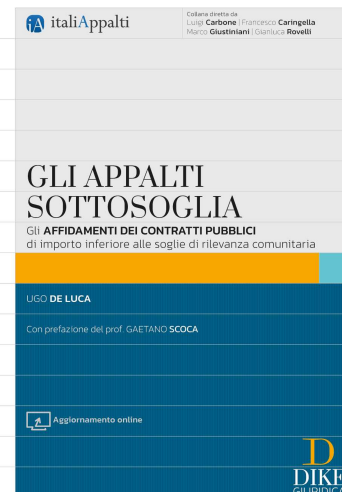 italiAppalti
Collana diretta da
Luigi Carbone | Francesco Caringella
Marco Giustiniani | Gianluca Rovelli
GLI APPALTI
SOTTOSOGLIA
Gli AFFIDAMENTI DEI CONTRATTI PUBBLICI
di importo inferiore alle soglie di rilevanza comunitaria
UGO DE LUCA
Con prefazione del prof. GAETANO SCOCA
Aggiornamento online
D
DIKE
GIURIDICA